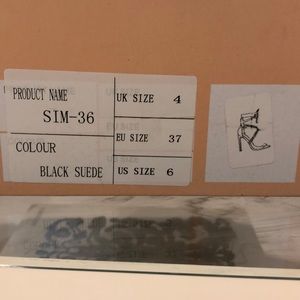 PRODUCT NAME
SIM-36
COLOUR
BLACK SUEDE
UK SIZE 4
EU SIZE 37
US SIZE 6